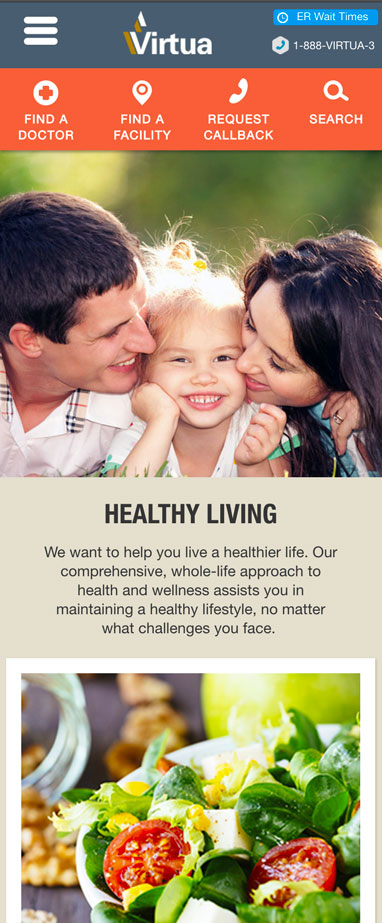 Virtua
ER Wait Times
1-888-VIRTUA-3
FIND A
DOCTOR
FIND A
FACILITY
REQUEST
CALLBACK
SEARCH
HEALTHY LIVING
We want to help you live a healthier life. Our
comprehensive, whole-life approach to
health and wellness assists you in
maintaining a healthy lifestyle, no matter
what challenges you face.